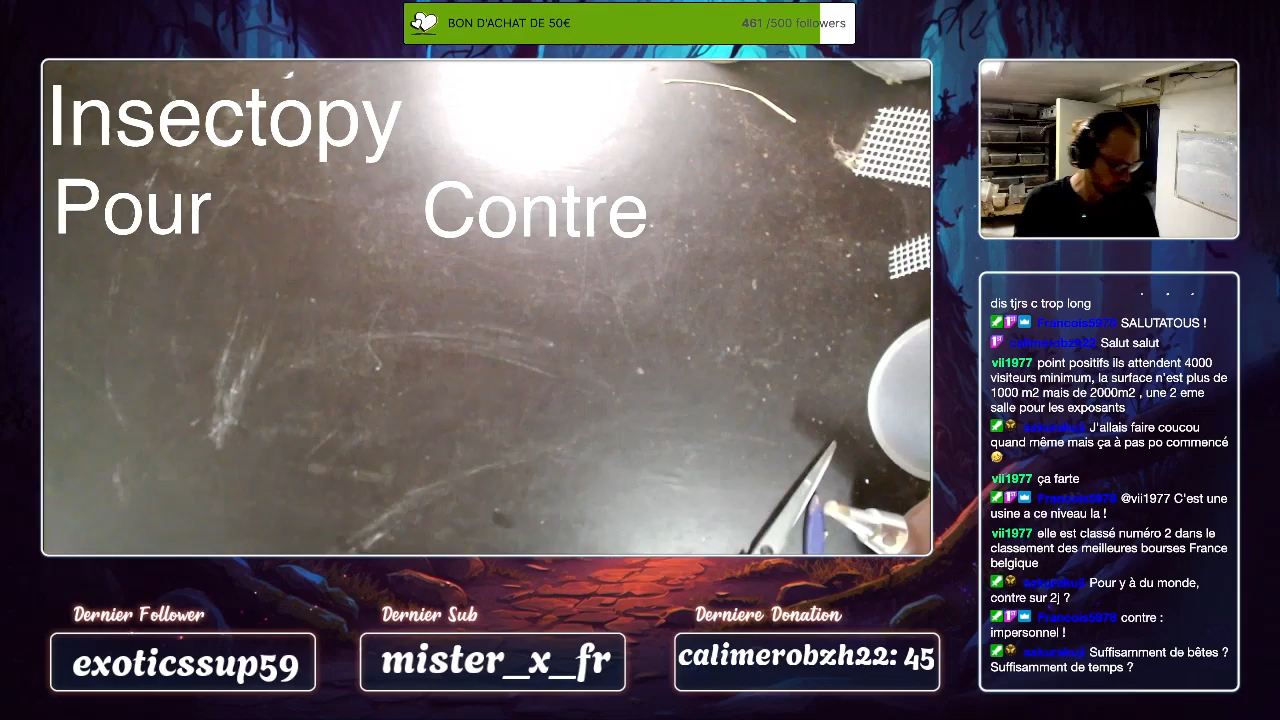 BON D'ACHAT DE 50€ 461 /500 followers
Insectopy
Pour Contre
dis tjrs c trop long
Francois5978 SALUTATOUS !
calimerobzh22 Salut salut
vii1977 point positifs ils attendent 4000
visiteurs minimum, la surface n'est plus de
1000 m2 mais de 2000m2 , une 2 eme
salle pour les exposants
J'allais faire coucou
quand même mais ça à pas po commencé
🤣
vii1977 ça farte
Francois5978 @vii1977 C'est une
usine a ce niveau la !
vii1977 elle est classé numéro 2 dans le
classement des meilleures bourses France
belgique
Pour y à du monde,
contre sur 2j ?
Francois5978 contre :
impersonnel !
Suffisamment de bêtes ?
Suffisamment de temps ?
Dernier Follower
exoticssup59
Dernier Sub
mister_x_fr
Derniere Donation
calimerobzh22: 45